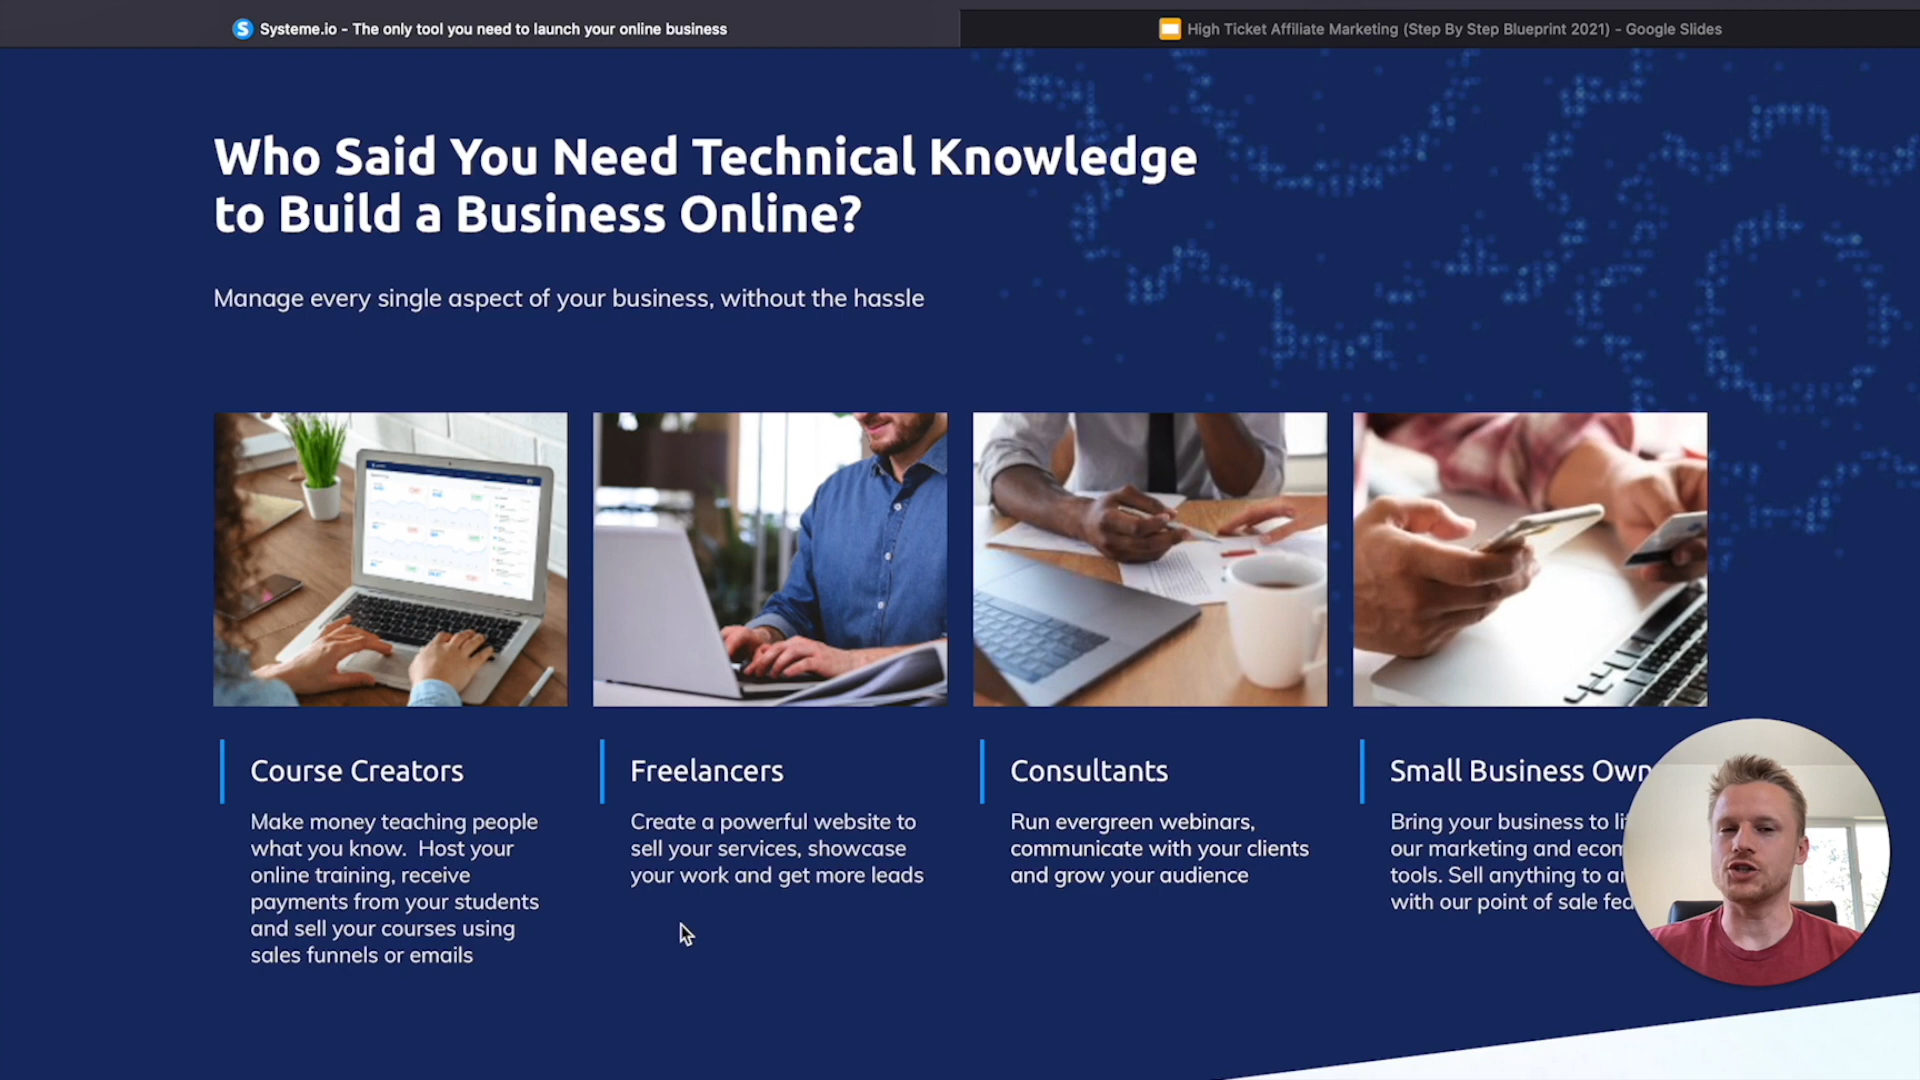 Systeme.io - The only tool you need to launch your online business
High Ticket Affiliate Marketing (Step By Step Blueprint 2021) - Google Slides
Who Said You Need Technical Knowledge
to Build a Business Online?
Manage every single aspect of your business, without the hassle
Course Creators
Make money teaching people
what you know. Host your
online training, receive
payments from your students
and sell your courses using
sales funnels or emails
Freelancers
Create a powerful website to
sell your services, showcase
your work and get more leads
Consultants
Run evergreen webinars,
communicate with your clients
and grow your audience
Small Business
Bring your business to
our marketing and
tools. Sell anything to
with our point of sale